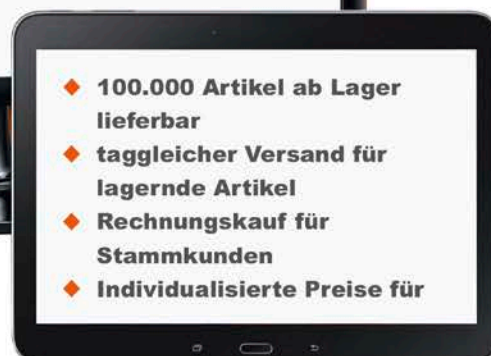 100.000 Artikel ab Lager
lieferbar
taggleicher Versand für
lagernde Artikel
Rechnungskauf für
Stammkunden
Individualisierte Preise für